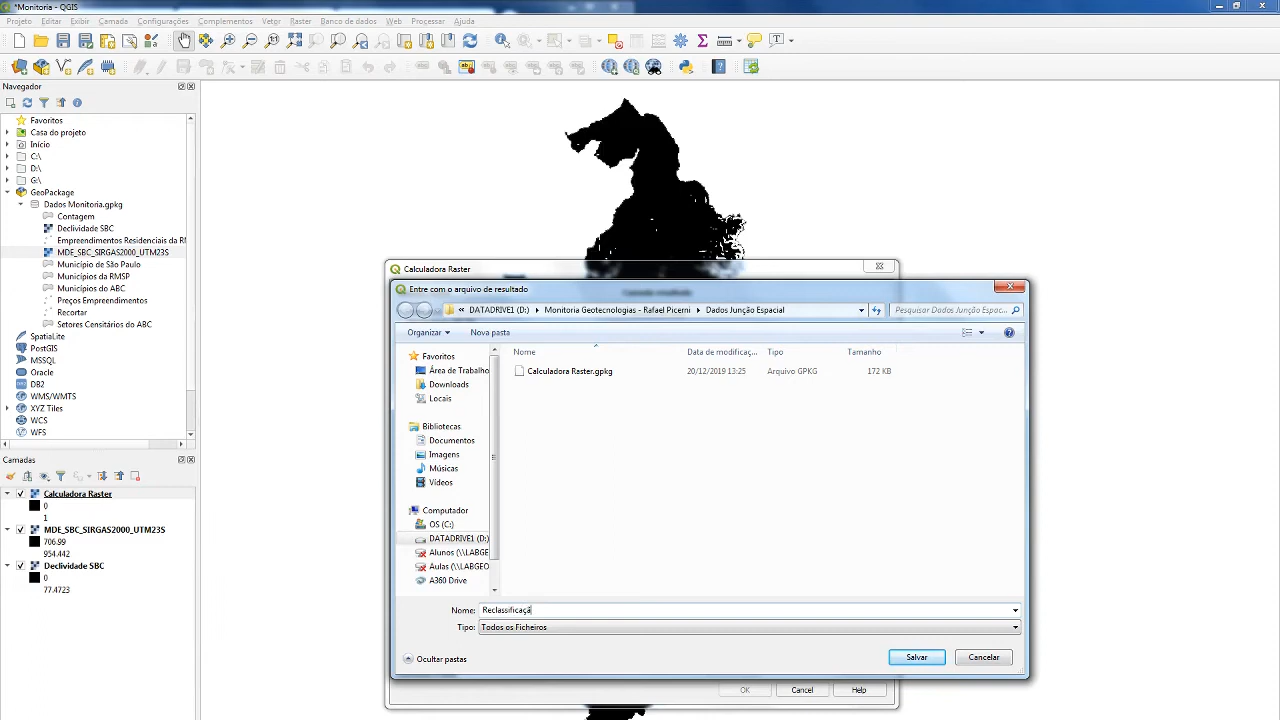 *Monitoria - QGIS
Projeto Editar Exibir Camada Configurações Complementos Vetor Raster Banco de dados Web Processar Ajuda
Navegador
Favoritos
Casa do projeto
Início
C:\
D:\
G:\
GeoPackage
Dados Monitoria.gpkg
Contagem
Declividade SBC
Empreendimentos Residenciais da RM
MDE_SBC_SIRGAS2000_UTM23S
Município de São Paulo
Municípios da RMSP
Municípios do ABC
Preços Empreendimentos
Recortar
Setores Censitários do ABC
SpatiaLite
PostGIS
MSSQL
Oracle
DB2
WMS/WMTS
XYZ Tiles
WCS
WFS
Camadas
Calculadora Raster
0
1
MDE_SBC_SIRGAS2000_UTM23S
706.99
954.442
Declividade SBC
0
77.4723
Calculadora Raster
Entre com o arquivo de resultado
« DATADRIVE1 (D:) Monitoria Geotecnologias - Rafael Picerni Dados Junção Espacial
Pesquisar Dados Junção Espac...
Organizar Nova pasta
Nome Data de modificaç... Tipo Tamanho
Calculadora Raster.gpkg 20/12/2019 13:25 Arquivo GPKG 172 KB
Favoritos
Área de Trabalho
Downloads
Locais
Bibliotecas
Documentos
Imagens
Músicas
Vídeos
Computador
OS (C:)
DATADRIVE1 (D:)
Alunos (\\LABGE
Aulas (\\LABGEO
A360 Drive
Nome: Reclassificaçã
Tipo: Todos os Ficheiros
Ocultar pastas
Salvar Cancelar
OK Cancel Help